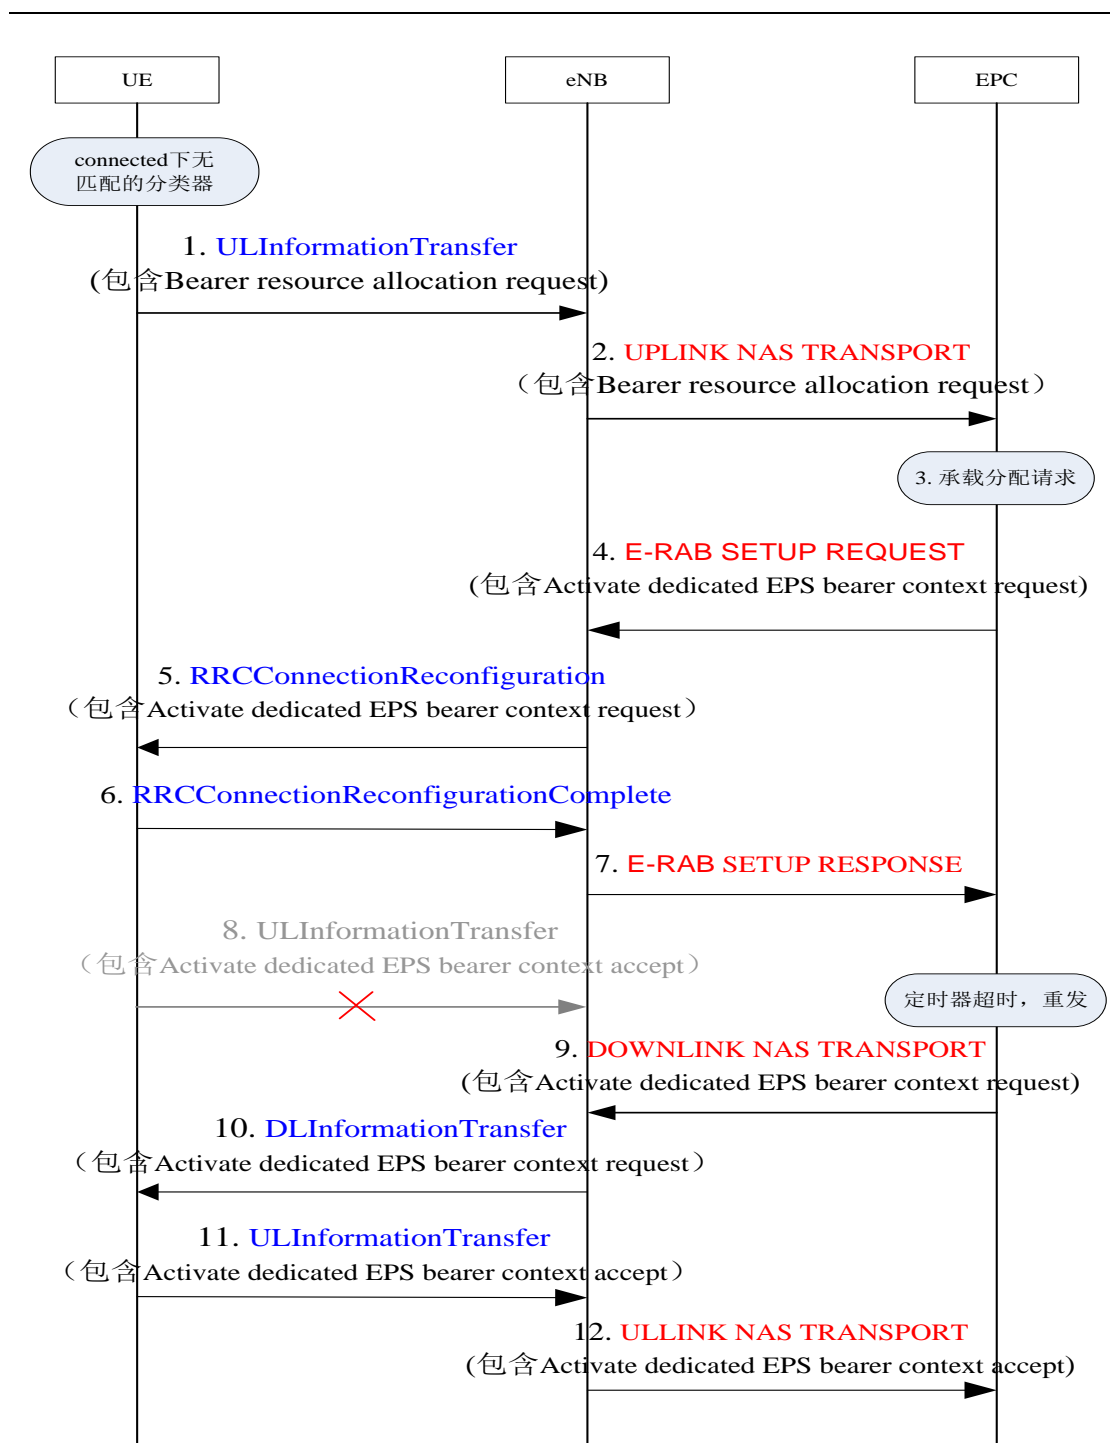 UE
eNB
EPC
connected下无
匹配的分类器
1. ULInformationTransfer
(包含Bearer resource allocation request)
2. UPLINK NAS TRANSPORT
（包含Bearer resource allocation request）
3. 承载分配请求
4. E-RAB SETUP REQUEST
(包含Activate dedicated EPS bearer context request)
5. RRCConnectionReconfiguration
（包含Activate dedicated EPS bearer context request）
6. RRCConnectionReconfigurationComplete
7. E-RAB SETUP RESPONSE
8. ULInformationTransfer
（包含Activate dedicated EPS bearer context accept）
定时器超时，重发
9. DOWNLINK NAS TRANSPORT
(包含Activate dedicated EPS bearer context request)
10. DLInformationTransfer
（包含Activate dedicated EPS bearer context request）
11. ULInformationTransfer
（包含Activate dedicated EPS bearer context accept）
12. ULLINK NAS TRANSPORT
(包含Activate dedicated EPS bearer context accept)